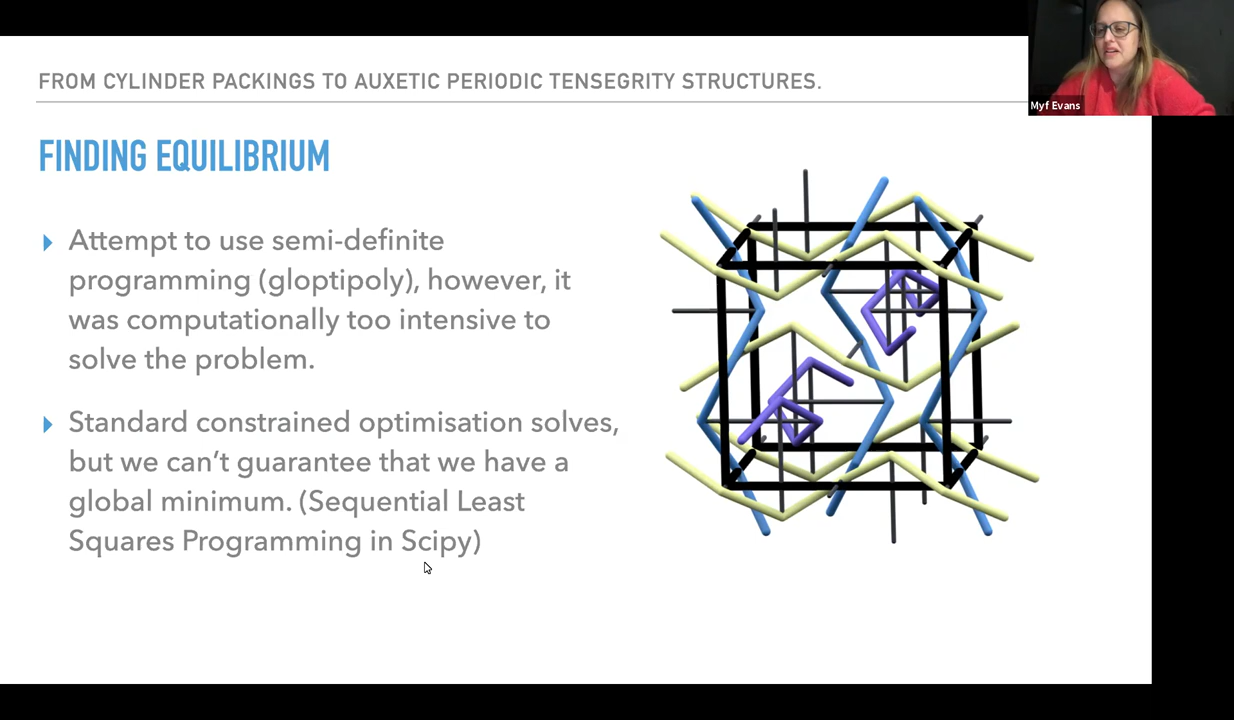 FROM CYLINDER PACKINGS TO AUXETIC PERIODIC TENSEGRITY STRUCTURES.
Myf Evans
FINDING EQUILIBRIUM
Attempt to use semi-definite
programming (gloptipoly), however, it
was computationally too intensive to
solve the problem.
Standard constrained optimisation solves,
but we can’t guarantee that we have a
global minimum. (Sequential Least
Squares Programming in Scipy)